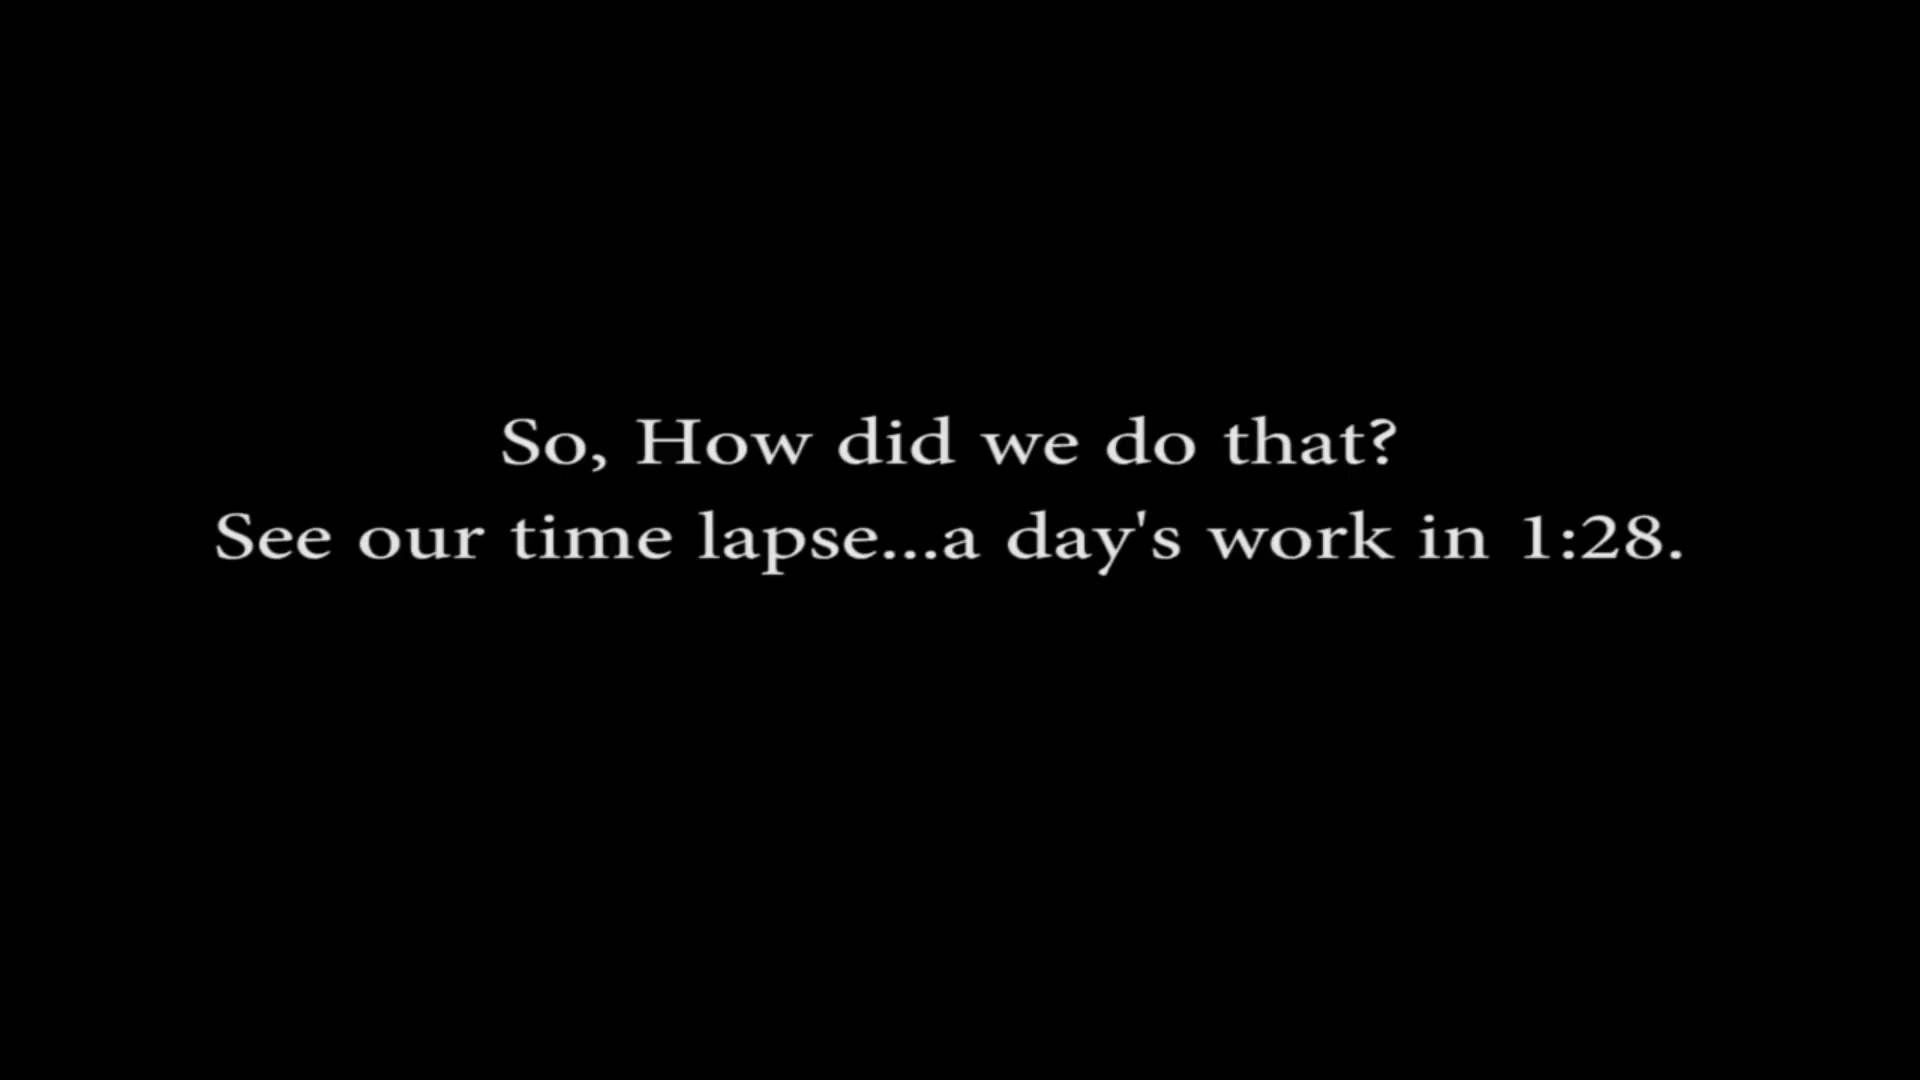 So, How did we do that?
See our time lapse...a day's work in 1:28.